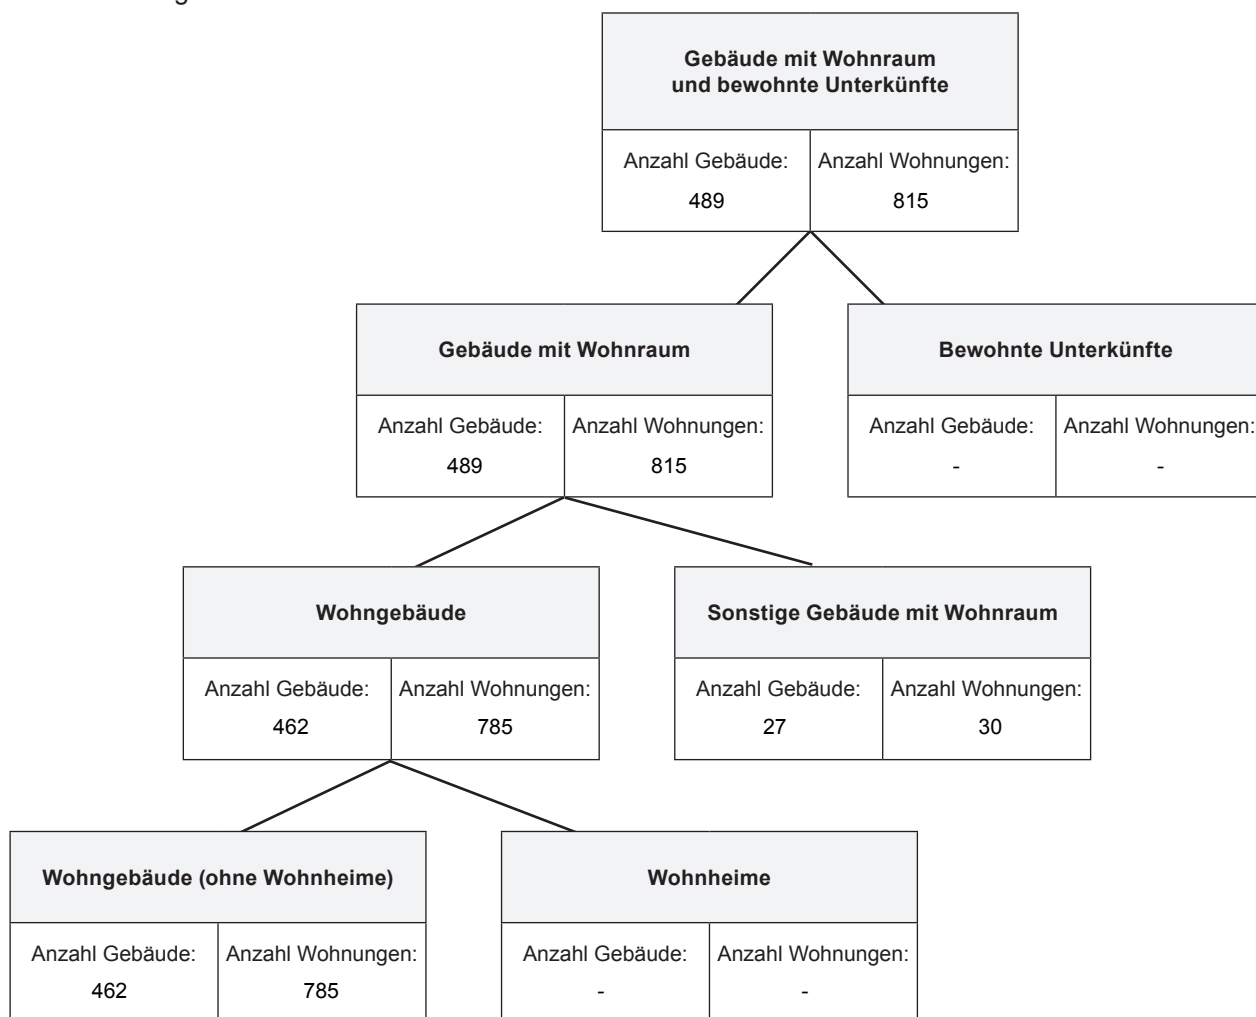 Gebäude mit Wohnraum
und bewohnte Unterkünfte
Anzahl Gebäude: Anzahl Wohnungen:
489 815
Gebäude mit Wohnraum
Anzahl Gebäude: Anzahl Wohnungen:
489 815
Bewohnte Unterkünfte
Anzahl Gebäude: Anzahl Wohnungen:
- -
Wohngebäude
Anzahl Gebäude: Anzahl Wohnungen:
462 785
Sonstige Gebäude mit Wohnraum
Anzahl Gebäude: Anzahl Wohnungen:
27 30
Wohngebäude (ohne Wohnheime)
Anzahl Gebäude: Anzahl Wohnungen:
462 785
Wohnheime
Anzahl Gebäude: Anzahl Wohnungen:
- -